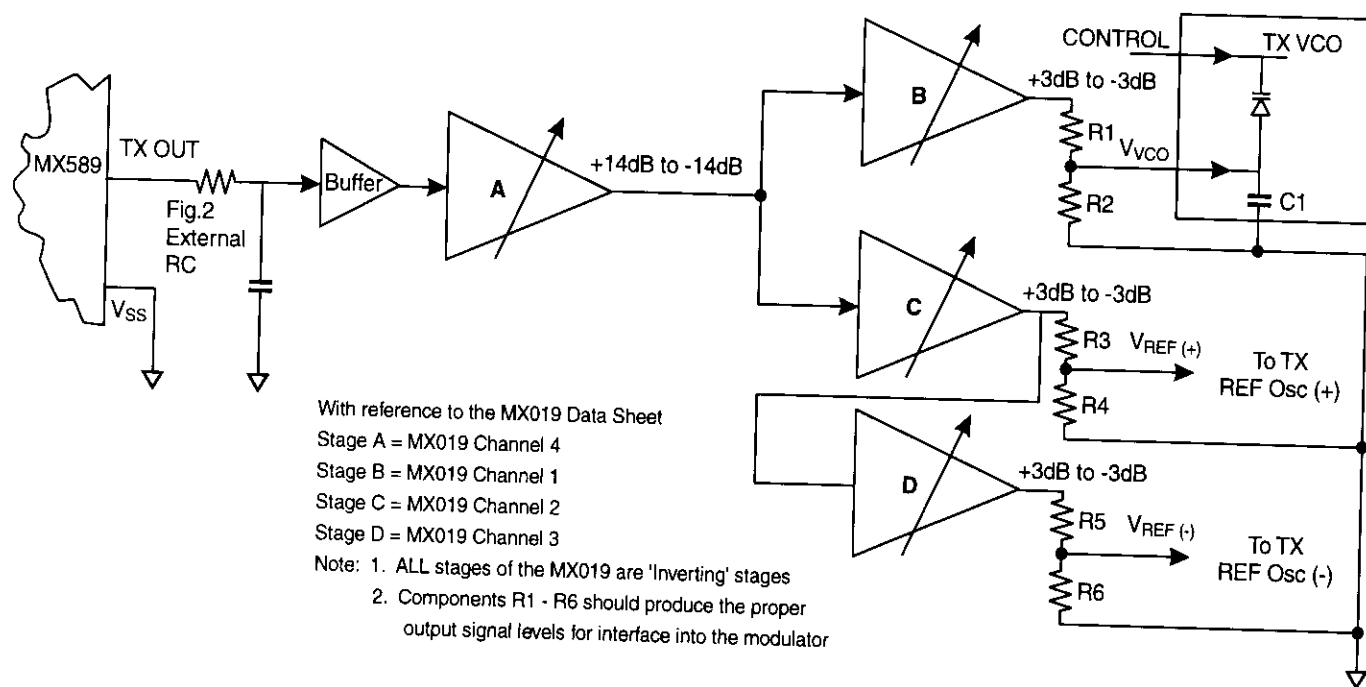 MX589
TX OUT
Fig.2
External
RC
VSS
Buffer
A
+14dB to -14dB
B
+3dB to -3dB
CONTROL
TX VCO
R1
VVCO
R2
C1
C
+3dB to -3dB
R3
VREF (+)
R4
To TX
REF Osc (+)
D
+3dB to -3dB
R5
VREF (-)
R6
To TX
REF Osc (-)
With reference to the MX019 Data Sheet
Stage A = MX019 Channel 4
Stage B = MX019 Channel 1
Stage C = MX019 Channel 2
Stage D = MX019 Channel 3
Note: 1. ALL stages of the MX019 are 'Inverting' stages
2. Components R1 - R6 should produce the proper
output signal levels for interface into the modulator